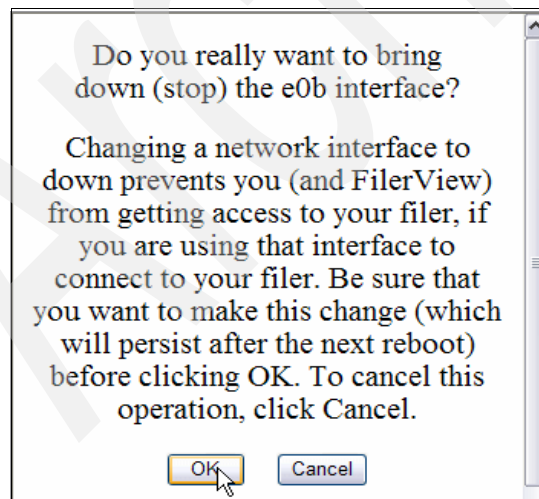 Do you really want to bring
down (stop) the e0b interface?
Changing a network interface to
down prevents you (and FilerView)
from getting access to your filer, if
you are using that interface to
connect to your filer. Be sure that
you want to make this change (which
will persist after the next reboot)
before clicking OK. To cancel this
operation, click Cancel.
OK Cancel